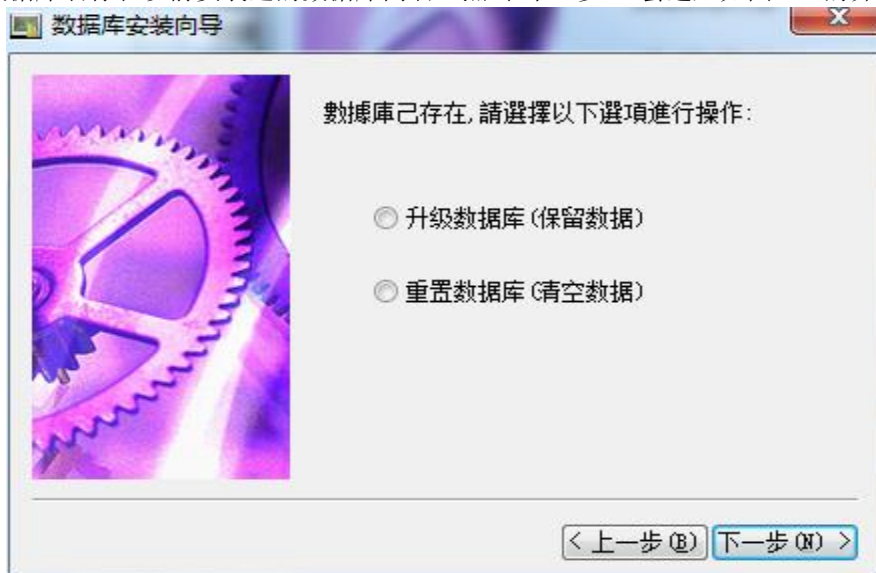 数据库安装向导
數據庫己存在,請選擇以下選項進行操作:
升级数据库(保留数据)
重置数据库(清空数据)
< 上一步(B) 下一步(N) >